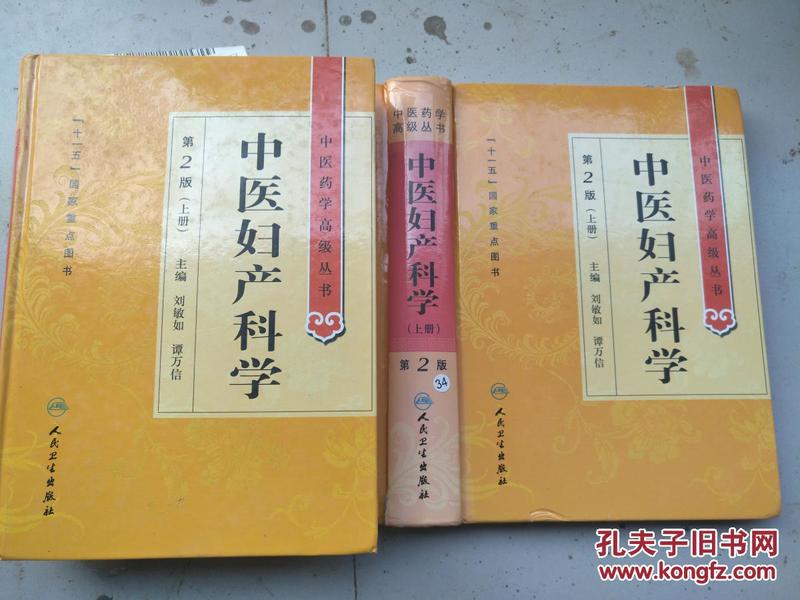 中医药学高级丛书
「十一五」国家重点图书
第2版（上册）
中医妇产科学
主编 刘敏如 谭万信
人民卫生出版社
中医药学
高级丛书
中医妇产科学
（上册）
第2版
34
人民卫生出版社
中医药学高级丛书
「十一五」国家重点图书
第2版（上册）
中医妇产科学
主编 刘敏如 谭万信
人民卫生出版社
孔夫子旧书网
www.kongfz.com